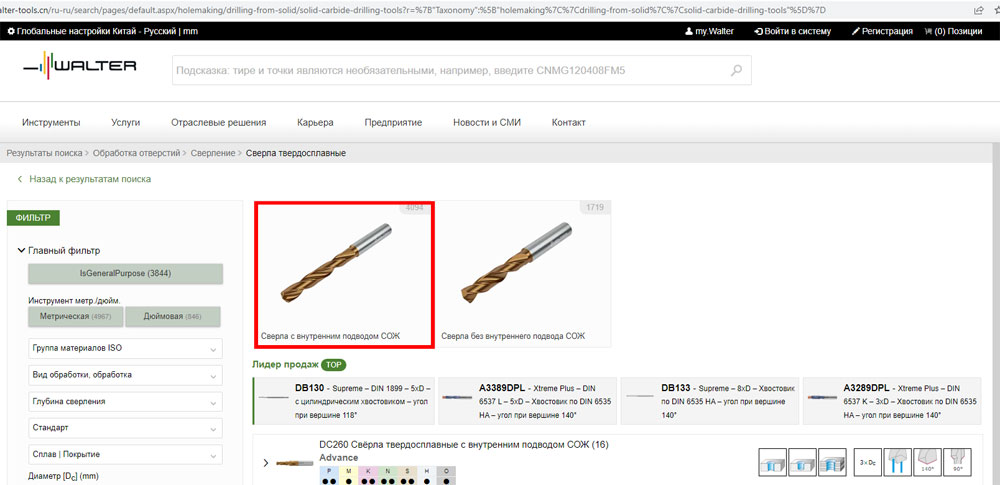 alter-tools.cn/ru-ru/search/pages/default.aspx/holemaking/drilling-from-solid/solid-carbide-drilling-tools?r=%7B"Taxonomy":%5B"holemaking%7C%7Cdrilling-from-solid%7C%7Csolid-carbide-drilling-tools"%5D%7D
Глобальные настройки Китай - Русский | mm
my.Walter
Войти в систему
Регистрация
(0) Позиции
WALTER
Подсказка: тире и точки являются необязательными, например, введите CNMG120408FM5
Инструменты Услуги Отраслевые решения Карьера Предприятие Новости и СМИ Контакт
Результаты поиска > Обработка отверстий > Сверление > Сверла твердосплавные
< Назад к результатам поиска
ФИЛЬТР
Главный фильтр
IsGeneralPurpose (3844)
Инструмент метр./дюйм.
Метрическая (4967)
Дюймовая (846)
Группа материалов ISO
Вид обработки, обработка
Глубина сверления
Стандарт
Сплав | Покрытие
Диаметр [Dc] (mm)
4094
Сверла с внутренним подводом СОЖ
1719
Сверла без внутреннего подвода СОЖ
Лидер продаж TOP
DB130 - Supreme – DIN 1899 – 5xD –
с цилиндрическим хвостовиком – угол
при вершине 118°
A3389DPL - Xtreme Plus – DIN
6537 L – 5xD – Хвостовик по DIN 6535
HA – угол при вершине 140°
DB133 - Supreme – 8xD – Хвостовик
по DIN 6535 HA – угол при вершине
140°
A3289DPL - Xtreme Plus – DIN
6537 K – 3xD – Хвостовик по DIN 6535
HA – угол при вершине 140°
DC260 Свёрла твердосплавные с внутренним подводом СОЖ (16)
Advance
P M K N S H O
3×Dc
140°
90°